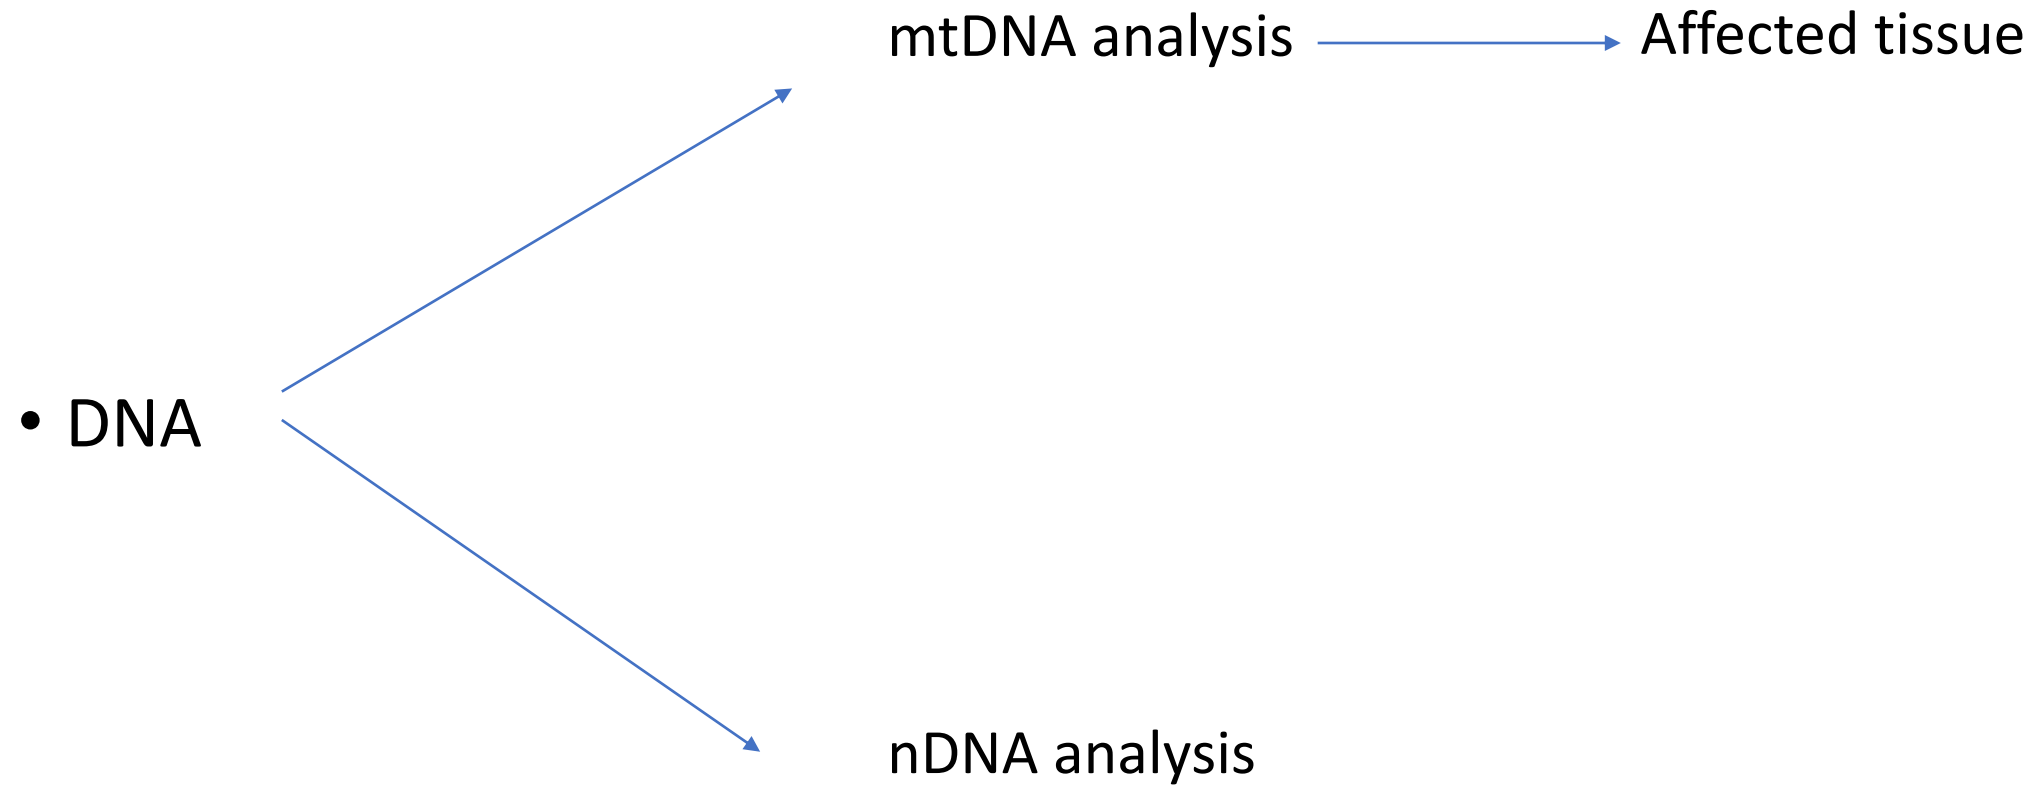 mtDNA analysis
Affected tissue
• DNA
nDNA analysis